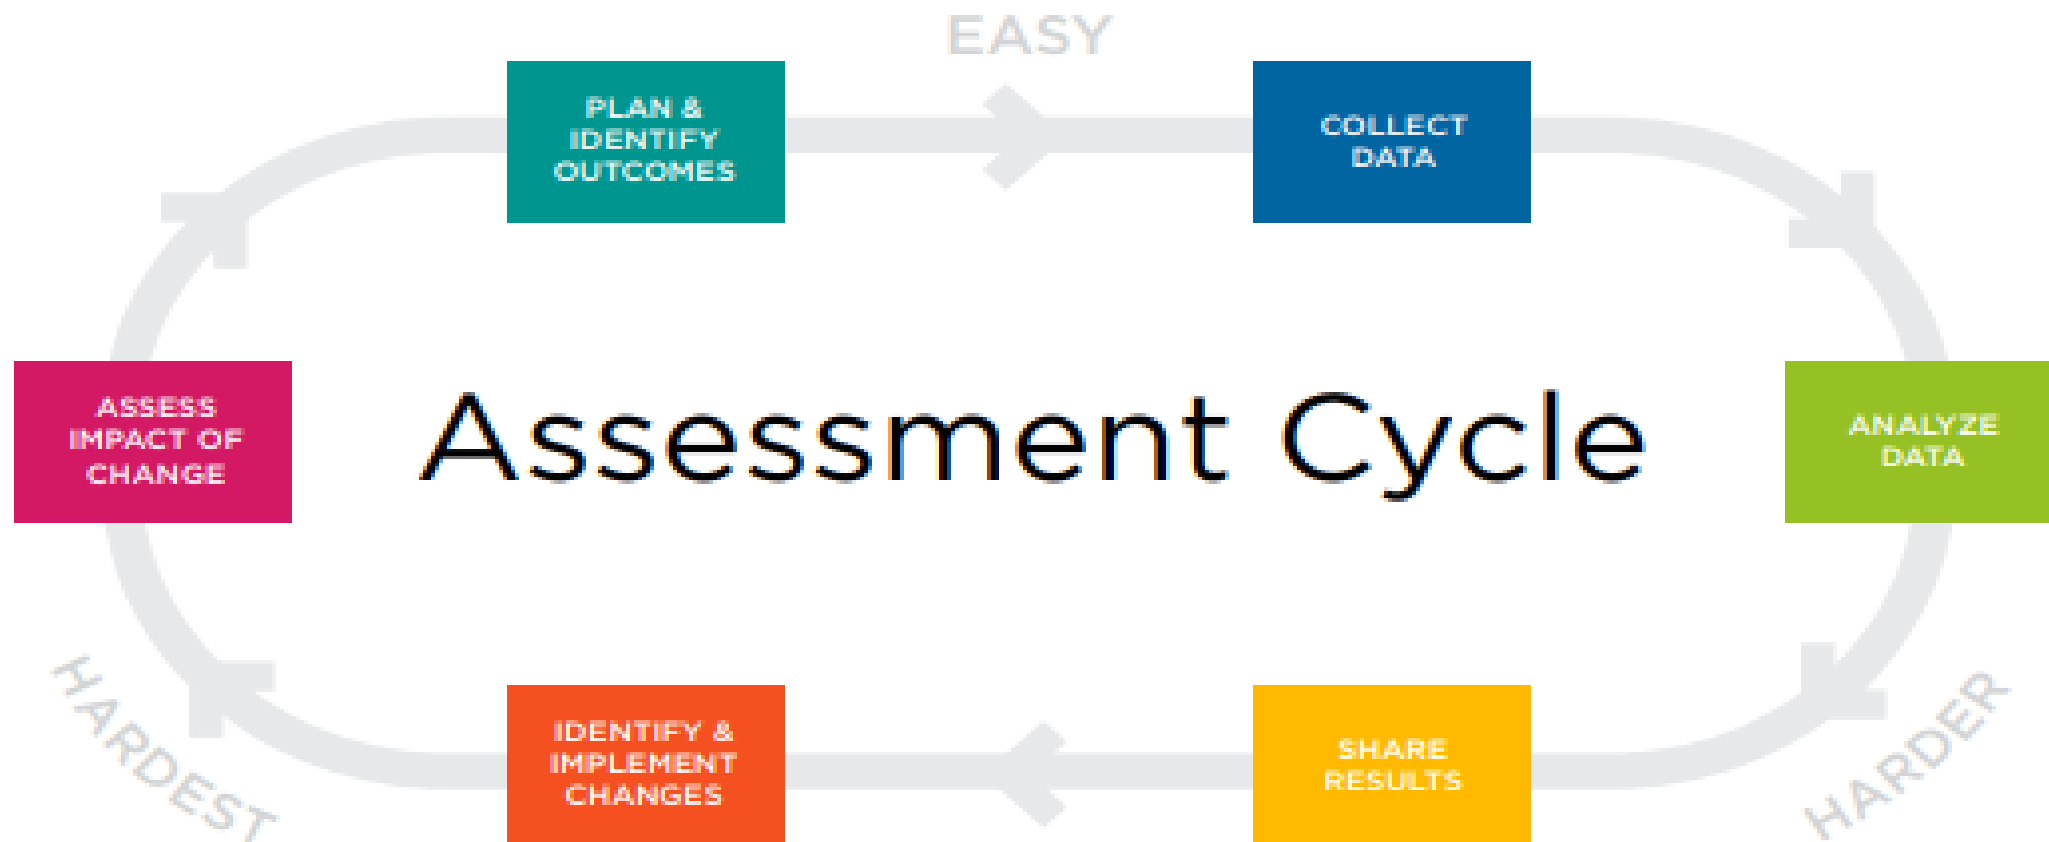 EASY
PLAN &
IDENTIFY
OUTCOMES
COLLECT
DATA
ASSESS
IMPACT OF
CHANGE
Assessment Cycle
ANALYZE
DATA
HARDEST
IDENTIFY &
IMPLEMENT
CHANGES
SHARE
RESULTS
HARDER